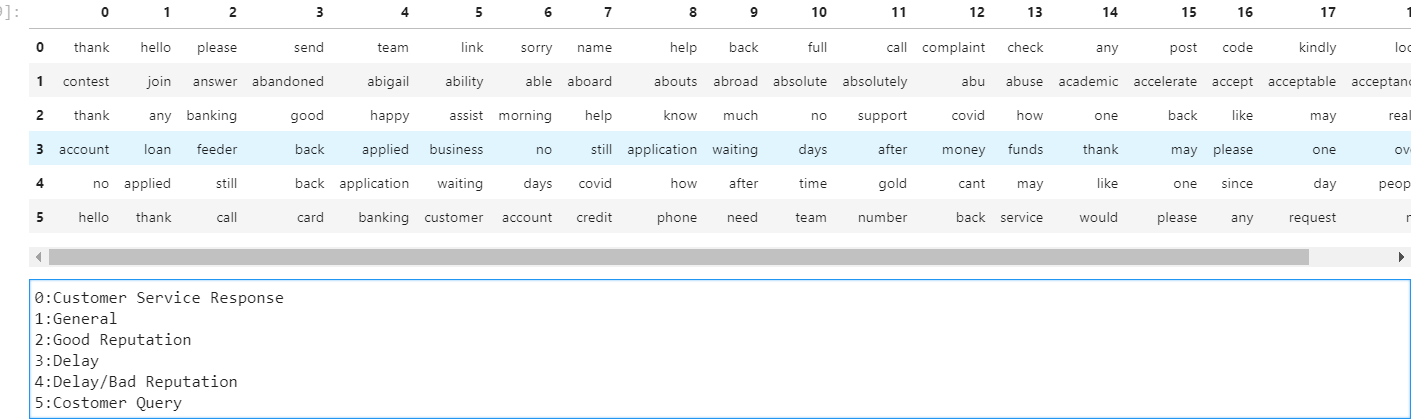 9]:
0 1 2 3 4 5 6 7 8 9 10 11 12 13 14 15 16 17 1
0 thank hello please send team link sorry name help back full call complaint check any post code kindly loc
1 contest join answer abandoned abigail ability able aboard abouts abroad absolute absolutely abu abuse academic accelerate accept acceptable acceptanc
2 thank any banking good happy assist morning help know much no support covid how one back like may real
3 account loan feeder back applied business no still application waiting days after money funds thank may please one ov
4 no applied still back application waiting days covid how after time gold cant may like one since day peop
5 hello thank call card banking customer account credit phone need team number back service would please any request
0:Customer Service Response
1:General
2:Good Reputation
3:Delay
4:Delay/Bad Reputation
5:Costomer Query